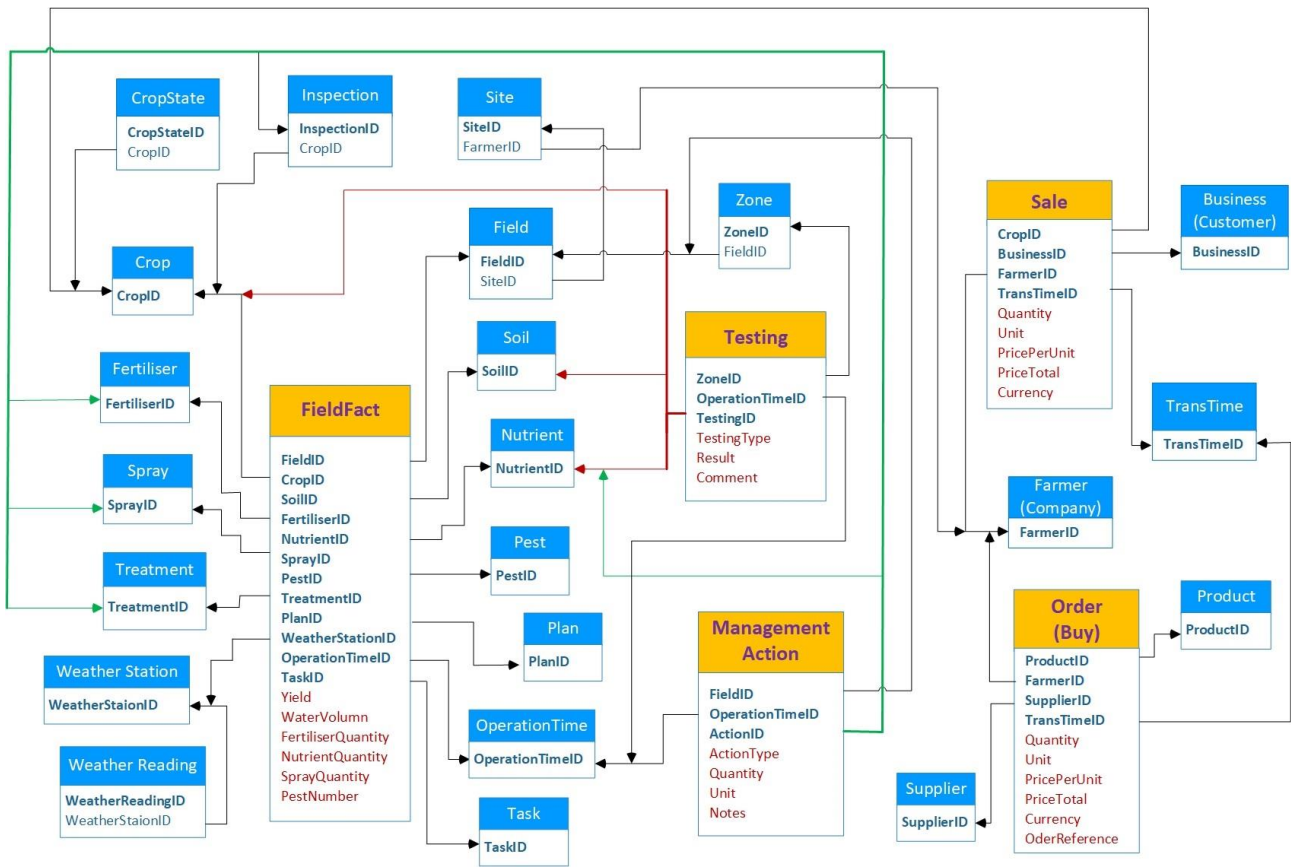 CropState
CropStateID
CropID
Inspection
InspectionID
CropID
Site
SiteID
FarmerID
Zone
ZoneID
FieldID
Field
FieldID
SiteID
Crop
CropID
Sale
CropID
BusinessID
FarmerID
TransTimeID
Quantity
Unit
PricePerUnit
PriceTotal
Currency
Business
(Customer)
BusinessID
Soil
SoilID
Testing
ZoneID
OperationTimeID
TestingID
TestingType
Result
Comment
Fertiliser
FertiliserID
FieldFact
FieldID
CropID
SoilID
FertiliserID
NutrientID
SprayID
PestID
TreatmentID
PlanID
WeatherStationID
OperationTimeID
TaskID
Yield
WaterVolumn
FertiliserQuantity
NutrientQuantity
SprayQuantity
PestNumber
Nutrient
NutrientID
TransTime
TransTimeID
Spray
SprayID
Farmer
(Company)
FarmerID
Pest
PestID
Treatment
TreatmentID
Plan
PlanID
Management
Action
FieldID
OperationTimeID
ActionID
ActionType
Quantity
Unit
Notes
Order
(Buy)
ProductID
FarmerID
SupplierID
TransTimeID
Quantity
Unit
PricePerUnit
PriceTotal
Currency
OderReference
Product
ProductID
Weather Station
WeatherStaionID
OperationTime
OperationTimeID
Weather Reading
WeatherReadingID
WeatherStaionID
Supplier
SupplierID
Task
TaskID